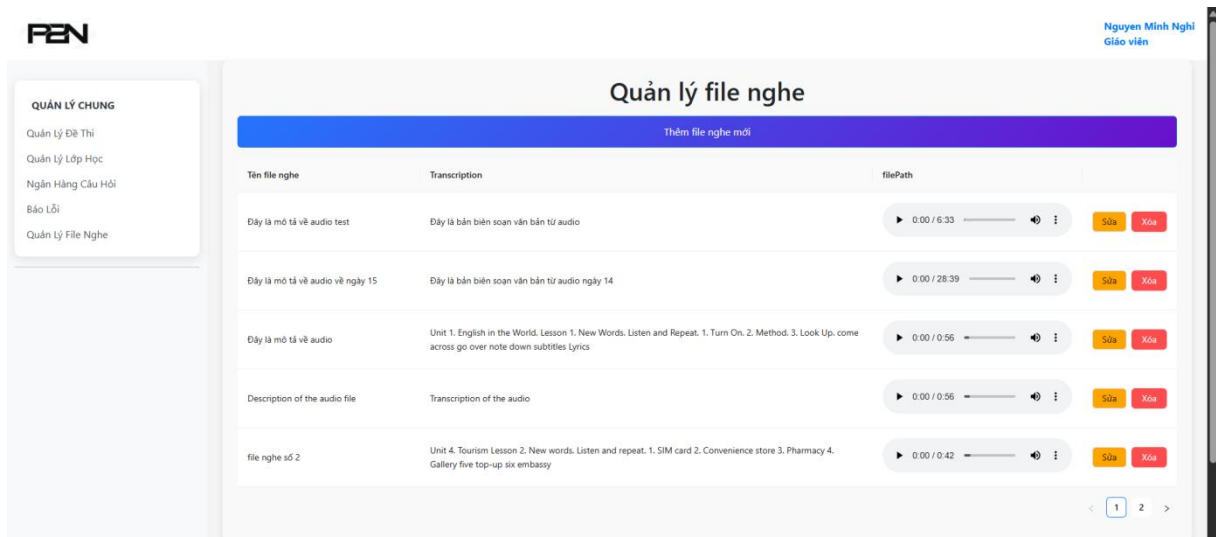 PEN
Nguyen Minh Nghi
Giáo viên
QUẢN LÝ CHUNG
Quản Lý Đề Thi
Quản Lý Lớp Học
Ngân Hàng Câu Hỏi
Báo Lỗi
Quản Lý File Nghe
Quản lý file nghe
Thêm file nghe mới
Tên file nghe Transcription filePath
Đây là mô tả về audio test Đây là bản biên soạn văn bản từ audio 0:00 / 6:33 Sửa Xóa
Đây là mô tả về audio về ngày 15 Đây là bản biên soạn văn bản từ audio ngày 14 0:00 / 28:39 Sửa Xóa
Đây là mô tả về audio Unit 1. English in the World. Lesson 1. New Words. Listen and Repeat. 1. Turn On. 2. Method. 3. Look Up. come
across go over note down subtitles Lyrics 0:00 / 0:56 Sửa Xóa
Description of the audio file Transcription of the audio 0:00 / 0:56 Sửa Xóa
file nghe số 2 Unit 4. Tourism Lesson 2. New words. Listen and repeat. 1. SIM card 2. Convenience store 3. Pharmacy 4.
Gallery five top-up six embassy 0:00 / 0:42 Sửa Xóa
< 1 2 >